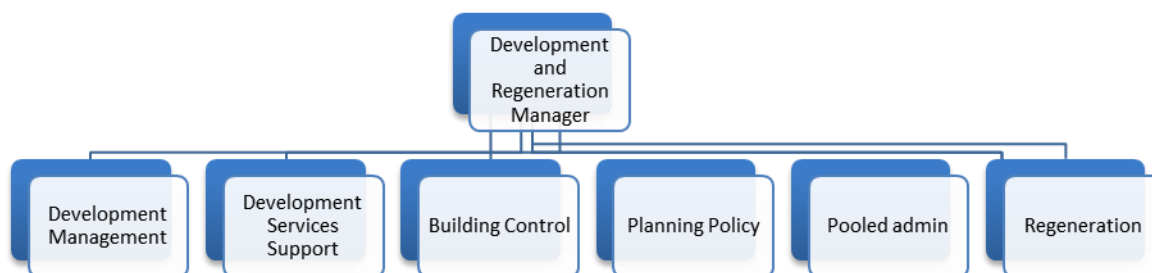 Development
and
Regeneration
Manager
Development
Management
Development
Services
Support
Building Control
Planning Policy
Pooled admin
Regeneration